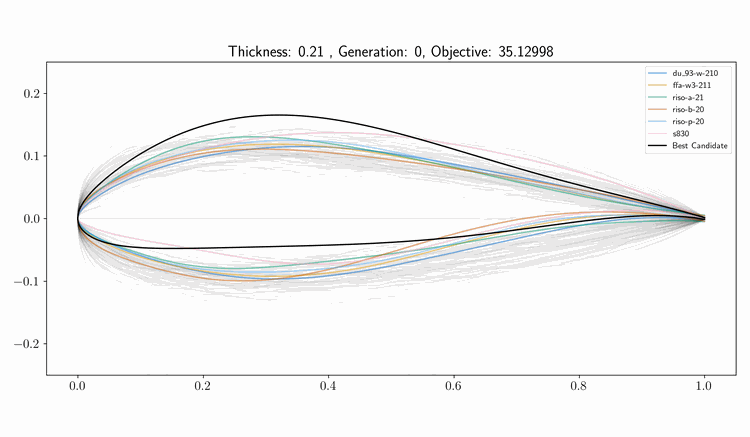 Thickness: 0.21 , Generation: 0, Objective: 35.12998
0.2
0.1
0.0
−0.1
−0.2
0.0 0.2 0.4 0.6 0.8 1.0
du_93-w-210
ffa-w3-211
riso-a-21
riso-b-20
riso-p-20
s830
Best Candidate